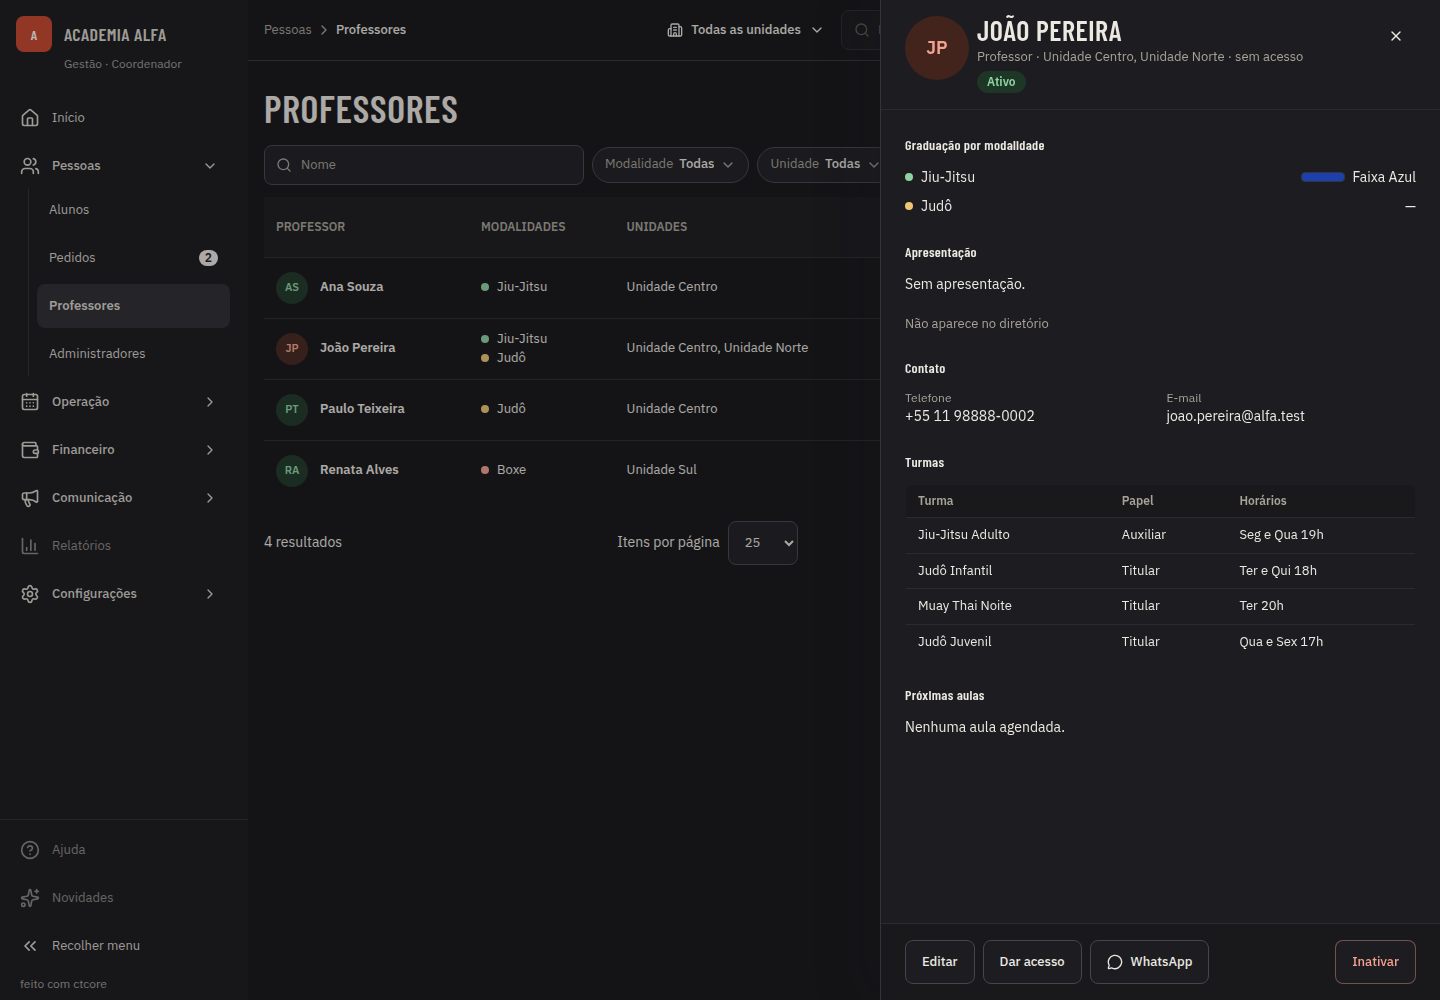 A
ACADEMIA ALFA
Gestão · Coordenador
Início
Pessoas
Alunos
Pedidos 2
Professores
Administradores
Operação
Financeiro
Comunicação
Relatórios
Configurações
Ajuda
Novidades
Recolher menu
feito com ctcore
Pessoas > Professores
Todas as unidades
PROFESSORES
Nome
Modalidade Todas
Unidade Todas
PROFESSOR MODALIDADES UNIDADES
AS Ana Souza Jiu-Jitsu Unidade Centro
JP João Pereira Jiu-Jitsu Unidade Centro, Unidade Norte
Judô
PT Paulo Teixeira Judô Unidade Centro
RA Renata Alves Boxe Unidade Sul
4 resultados Itens por página 25
JP
JOÃO PEREIRA
Professor · Unidade Centro, Unidade Norte · sem acesso
Ativo
Graduação por modalidade
Jiu-Jitsu Faixa Azul
Judô —
Apresentação
Sem apresentação.
Não aparece no diretório
Contato
Telefone E-mail
+55 11 98888-0002 joao.pereira@alfa.test
Turmas
Turma Papel Horários
Jiu-Jitsu Adulto Auxiliar Seg e Qua 19h
Judô Infantil Titular Ter e Qui 18h
Muay Thai Noite Titular Ter 20h
Judô Juvenil Titular Qua e Sex 17h
Próximas aulas
Nenhuma aula agendada.
Editar Dar acesso WhatsApp Inativar